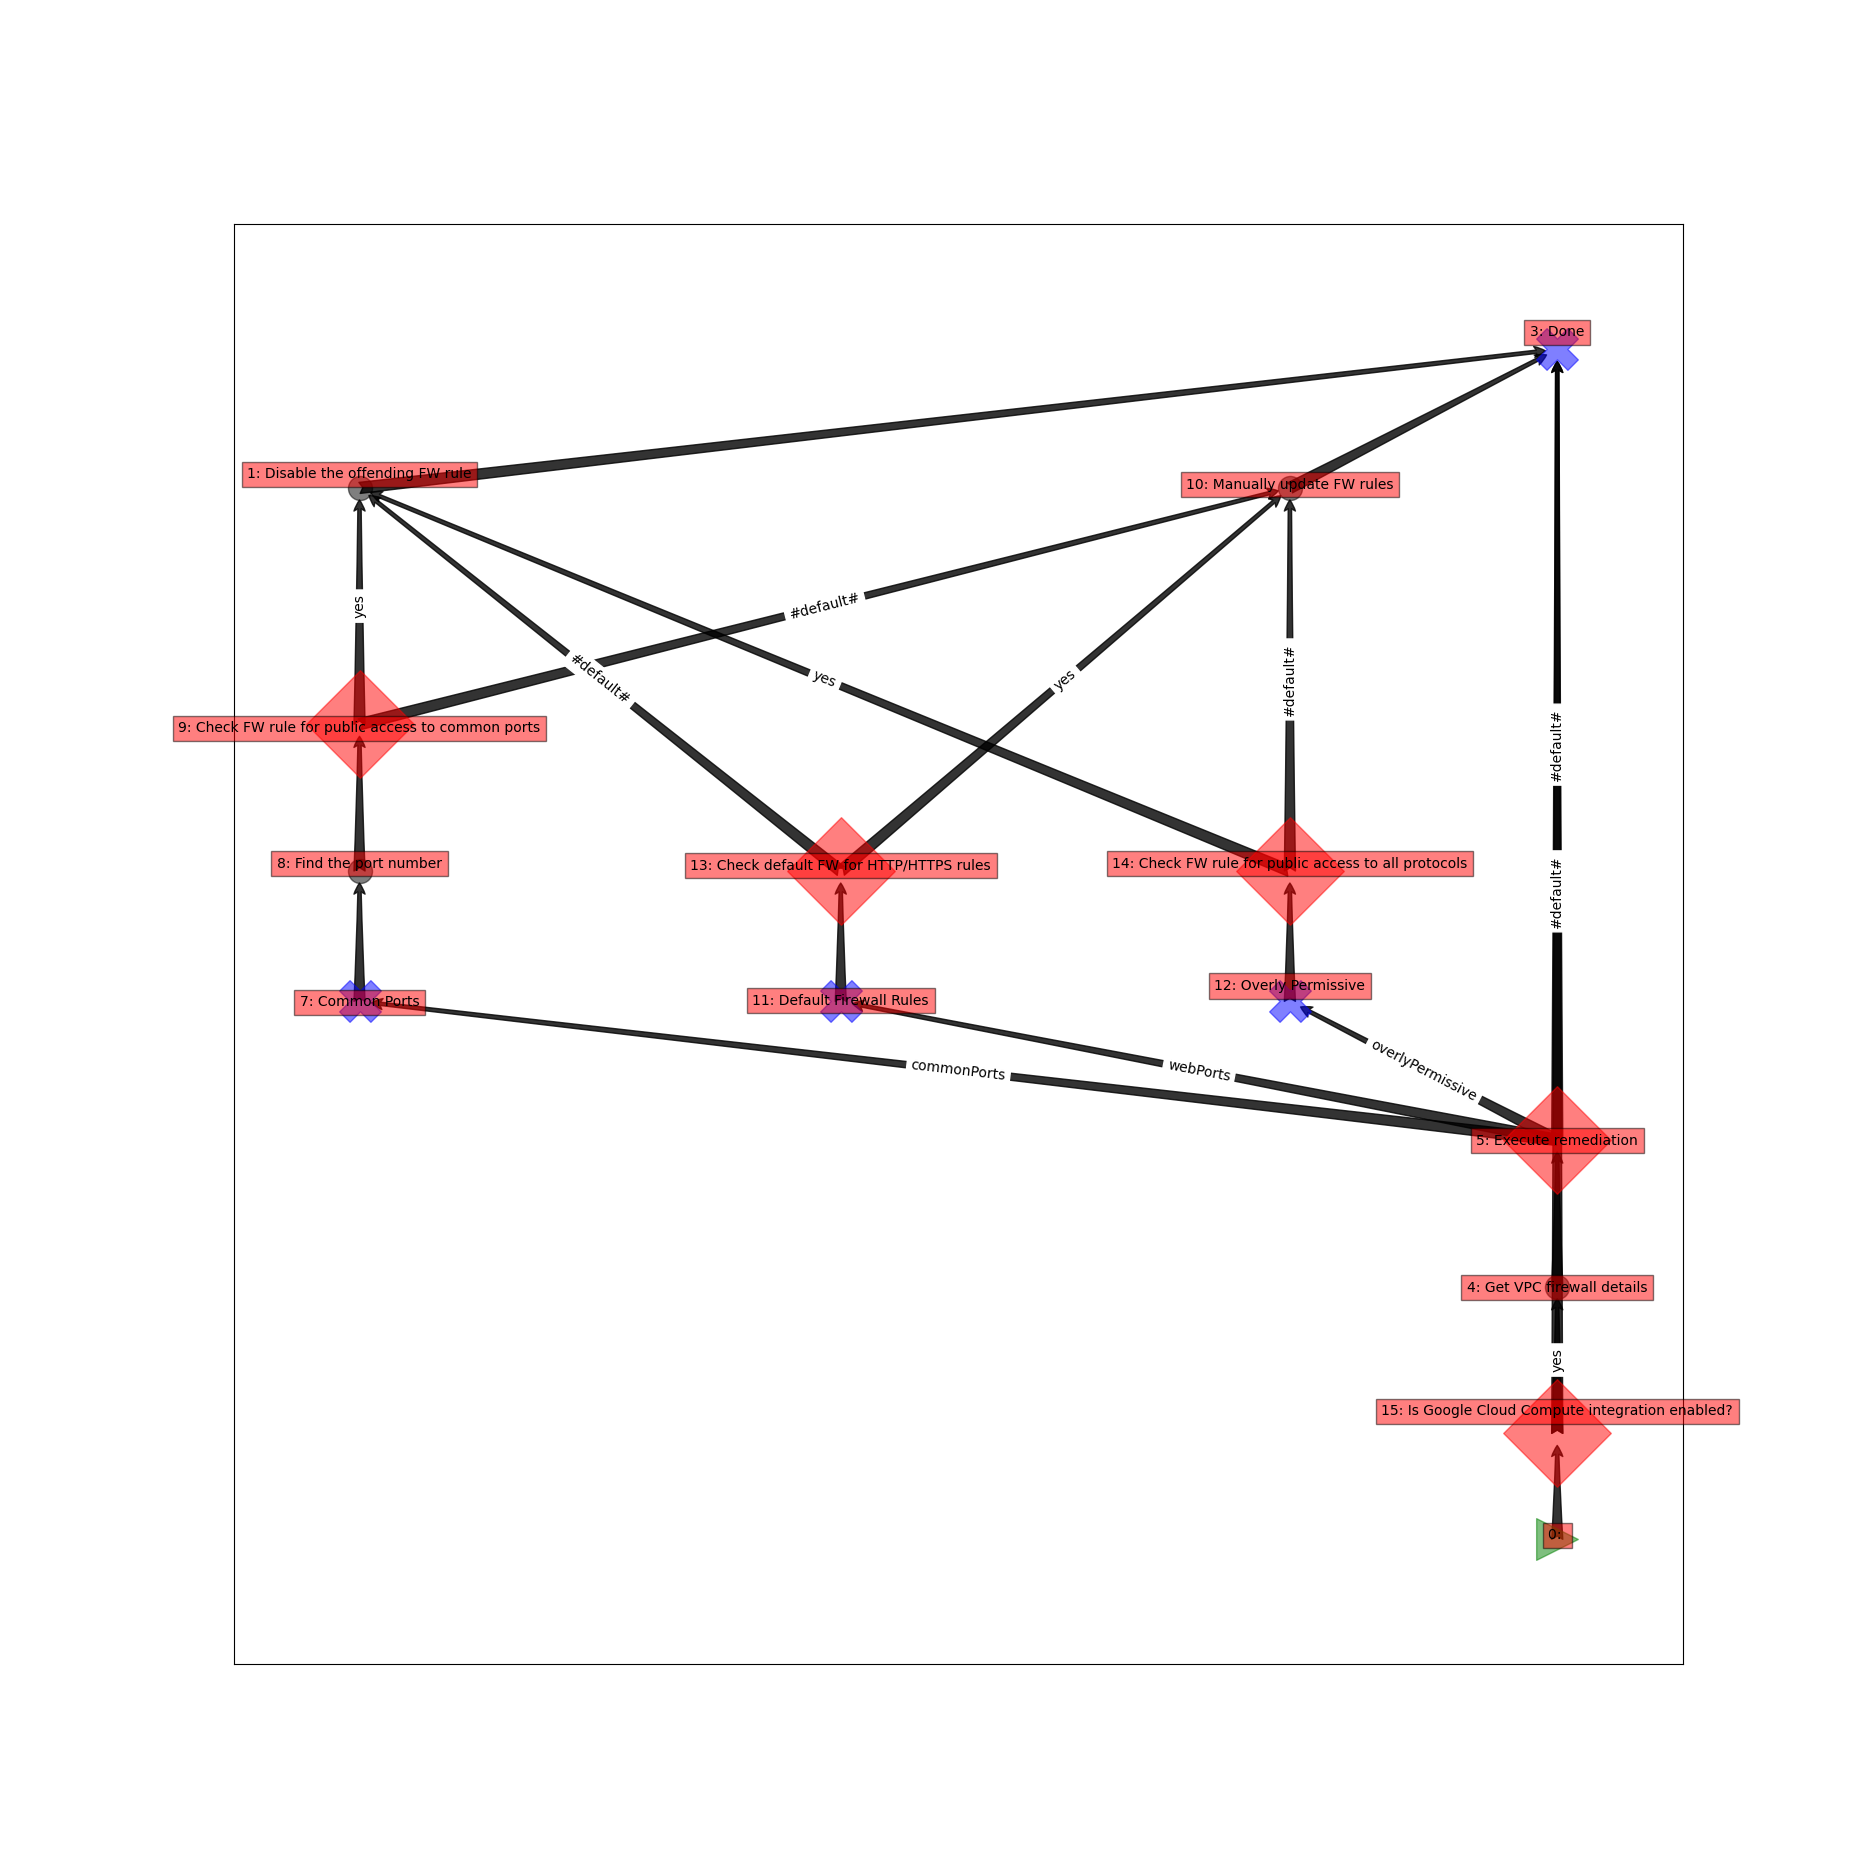 3: Done
1: Disable the offending FW rule
10: Manually update FW rules
yes
#default#
#default#
yes
yes
#default#
#default#
9: Check FW rule for public access to common ports
8: Find the port number
13: Check default FW for HTTP/HTTPS rules
14: Check FW rule for public access to all protocols
#default#
7: Common Ports
11: Default Firewall Rules
12: Overly Permissive
commonPorts
webPorts
overlyPermissive
5: Execute remediation
4: Get VPC firewall details
yes
15: Is Google Cloud Compute integration enabled?
0: